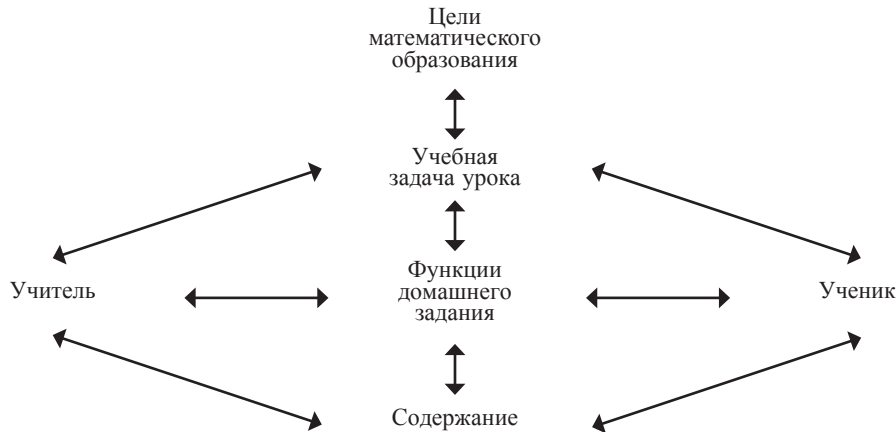 Цели
математического
образования
Учебная
задача урока
Учитель
Функции
домашнего
задания
Ученик
Содержание